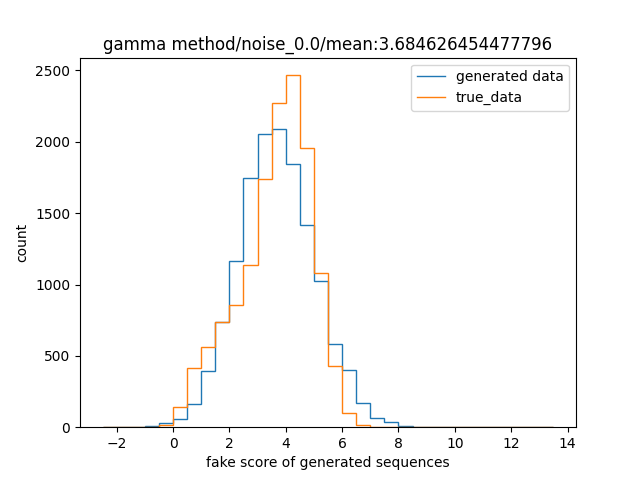 gamma method/noise_0.0/mean:3.684626454477796
generated data
true_data
2500
2000
1500
1000
500
0
count
−2 0 2 4 6 8 10 12 14
fake score of generated sequences